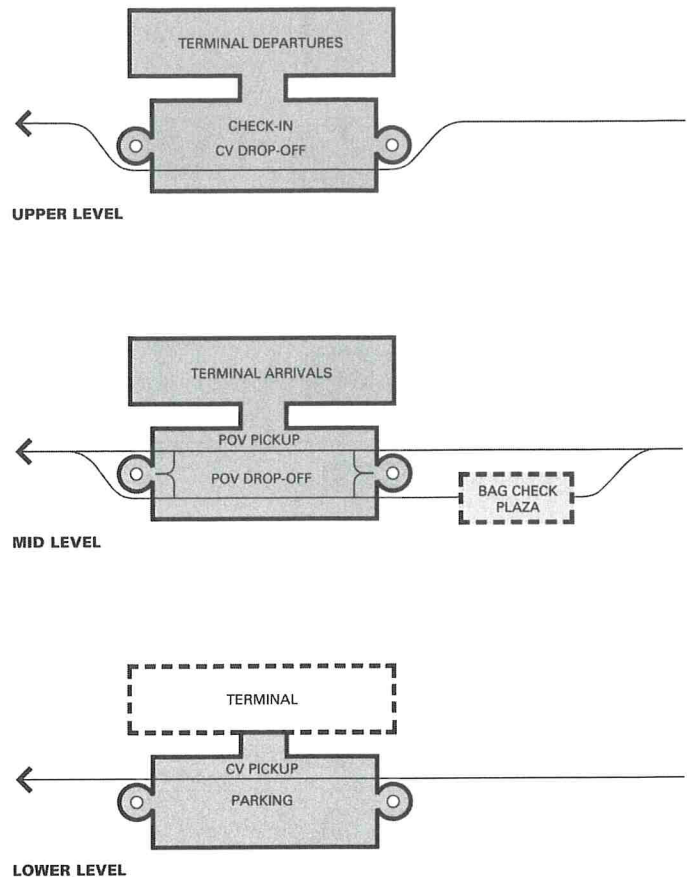 TERMINAL DEPARTURES
CHECK-IN
CV DROP-OFF
UPPER LEVEL
TERMINAL ARRIVALS
POV PICKUP
POV DROP-OFF
BAG CHECK
PLAZA
MID LEVEL
TERMINAL
CV PICKUP
PARKING
LOWER LEVEL